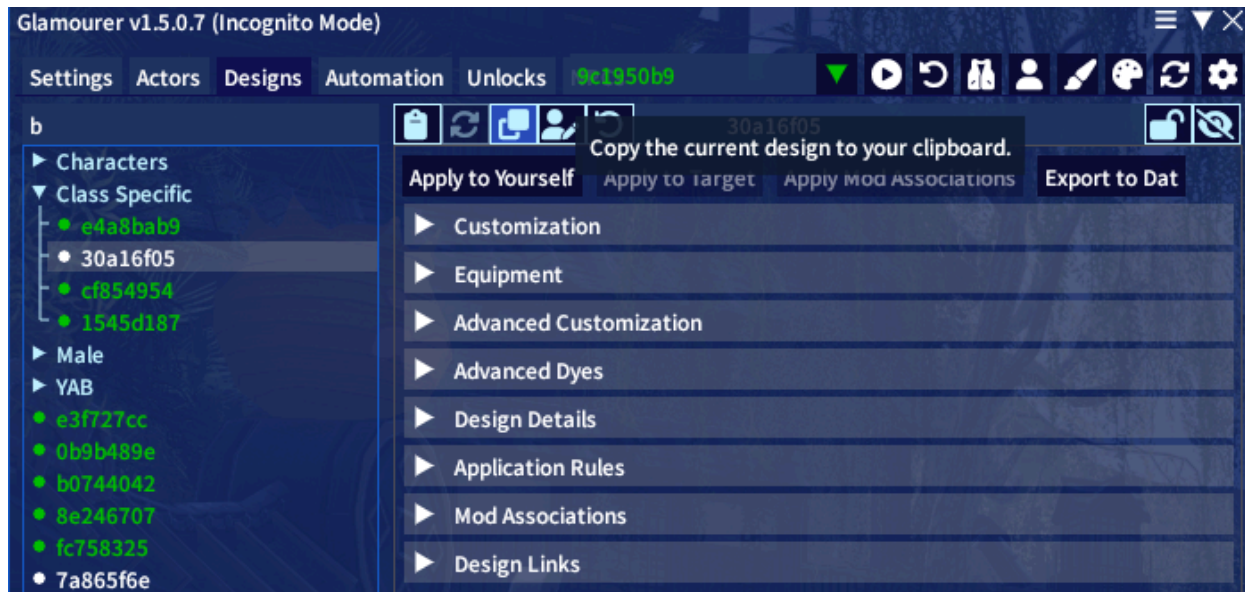 Glamourer v1.5.0.7 (Incognito Mode)
Settings Actors Designs Automation Unlocks 9c1950b9
b
30a16f05
Copy the current design to your clipboard.
Characters
Class Specific
e4a8bab9
30a16f05
cf854954
1545d187
Male
YAB
e3f727cc
0b9b489e
b0744042
8e246707
fc758325
7a865f6e
Apply to Yourself Apply to Target Apply Mod Associations Export to Dat
Customization
Equipment
Advanced Customization
Advanced Dyes
Design Details
Application Rules
Mod Associations
Design Links